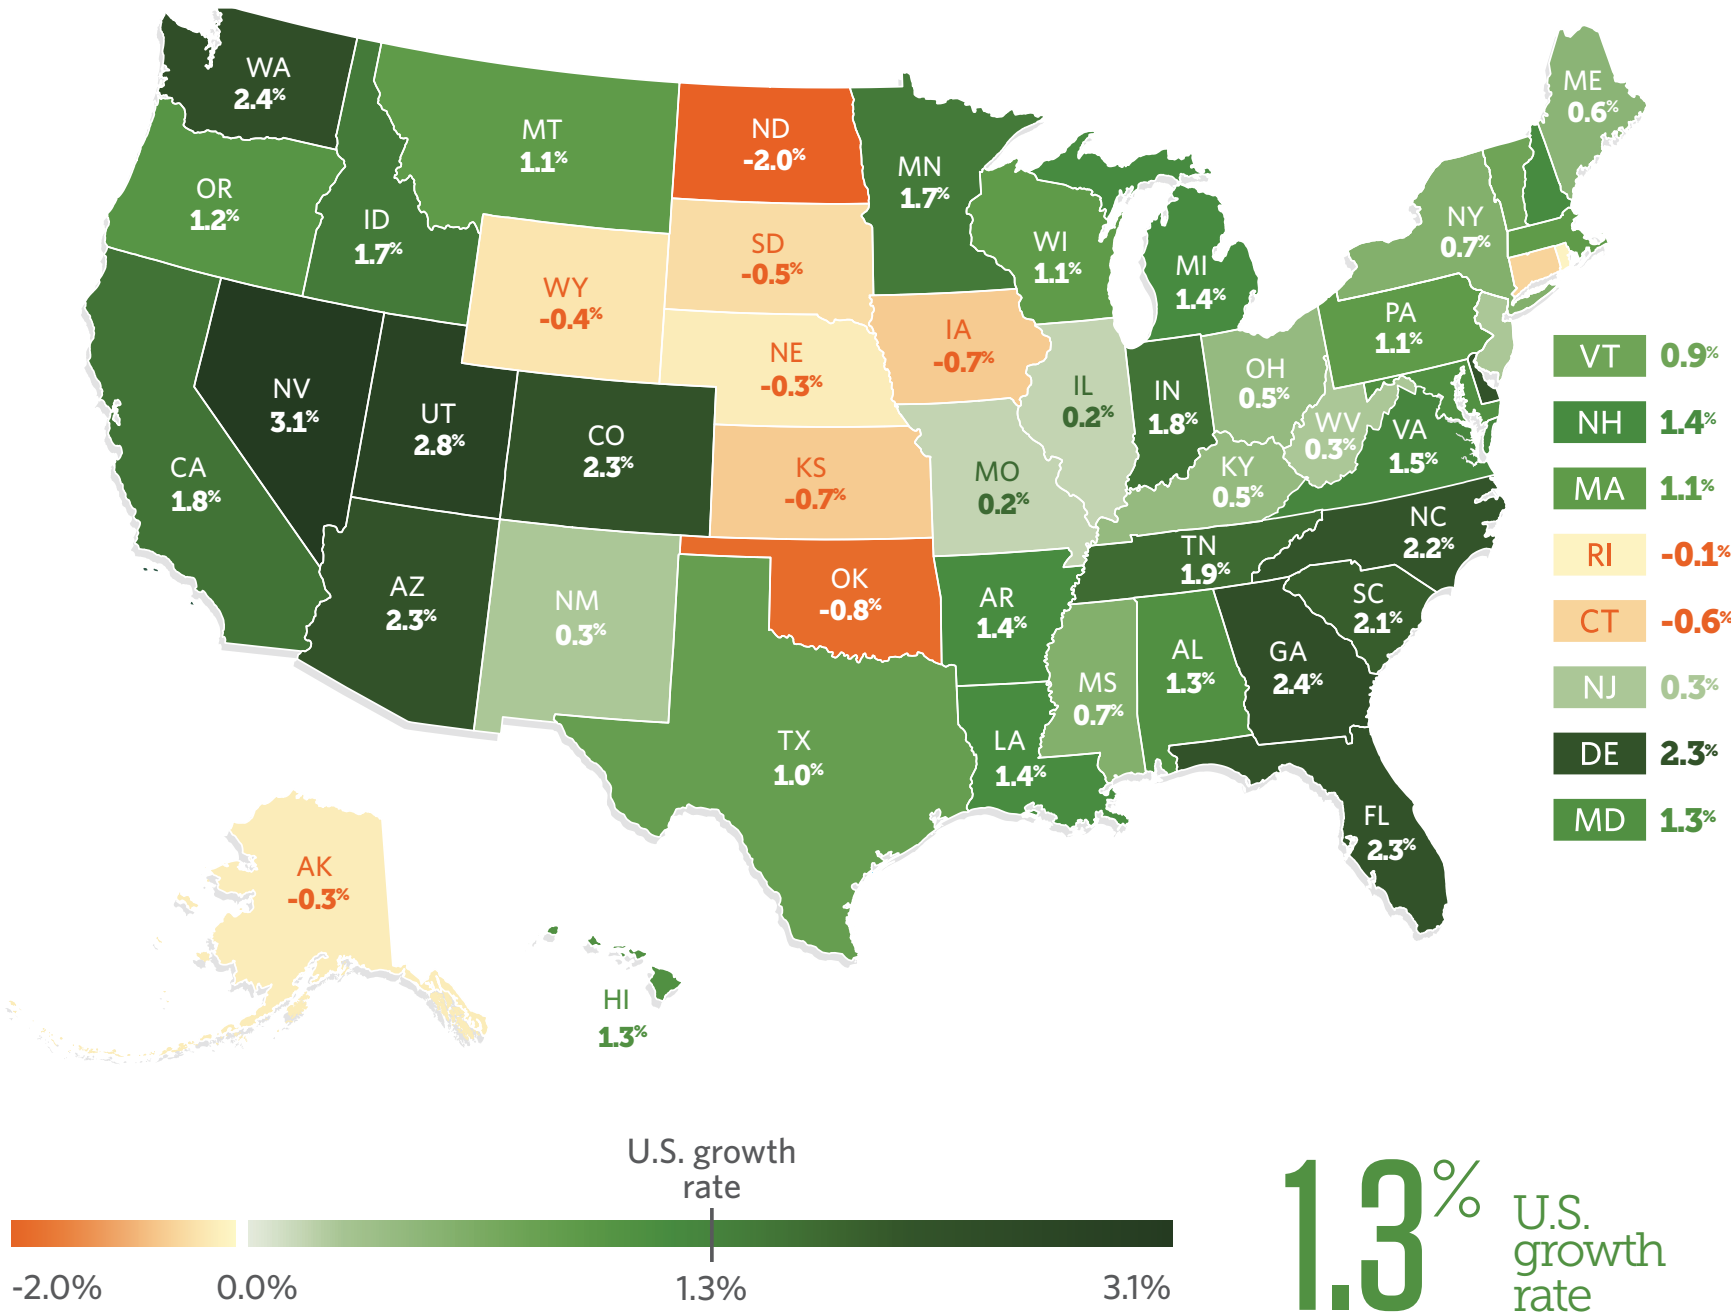 WA
2.4%
OR
1.2%
CA
1.8%
ID
1.7%
NV
3.1%
MT
1.1%
WY
-0.4%
UT
2.8%
CO
2.3%
AZ
2.3%
NM
0.3%
ND
-2.0%
SD
-0.5%
NE
-0.3%
KS
-0.7%
OK
-0.8%
TX
1.0%
MN
1.7%
IA
-0.7%
MO
0.2%
AR
1.4%
LA
1.4%
WI
1.1%
IL
0.2%
MI
1.4%
IN
1.8%
OH
0.5%
KY
0.5%
TN
1.9%
MS
0.7%
AL
1.3%
GA
2.4%
FL
2.3%
SC
2.1%
NC
2.2%
VA
1.5%
WV
0.3%
PA
1.1%
NY
0.7%
ME
0.6%
VT 0.9%
NH 1.4%
MA 1.1%
RI -0.1%
CT -0.6%
NJ 0.3%
DE 2.3%
MD 1.3%
AK
-0.3%
HI
1.3%
U.S. growth
rate
-2.0% 0.0% 1.3% 3.1%
1.3%
U.S.
growth
rate